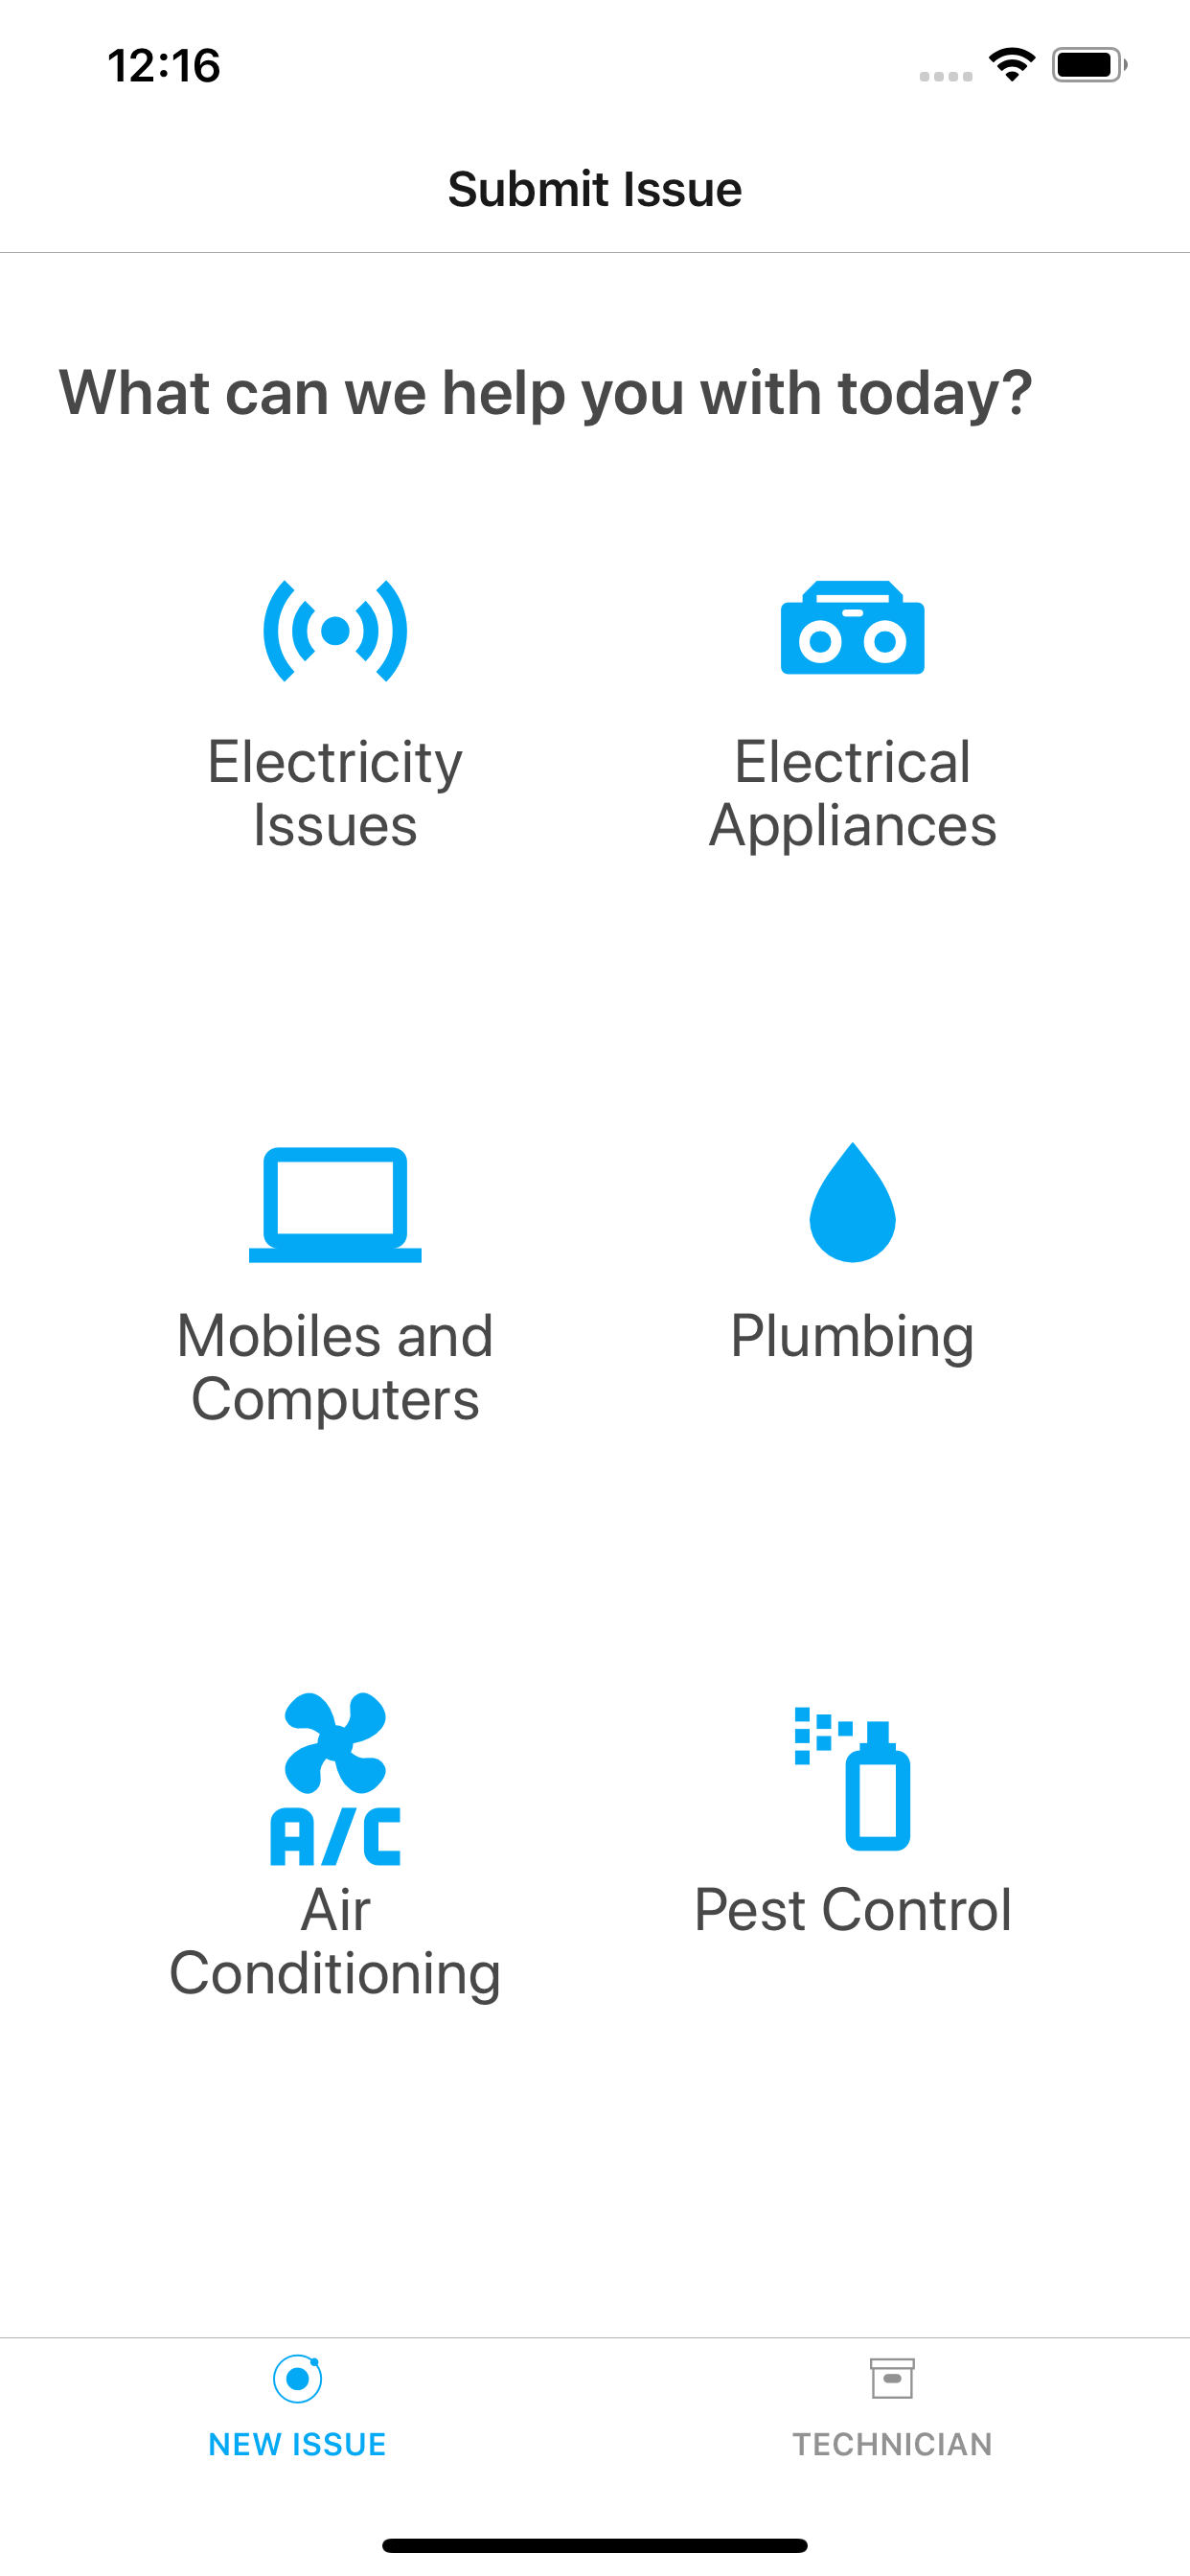 12:16
Submit Issue
What can we help you with today?
Electricity
Issues
Electrical
Appliances
Mobiles and
Computers
Plumbing
A/C
Air
Conditioning
Pest Control
NEW ISSUE
TECHNICIAN